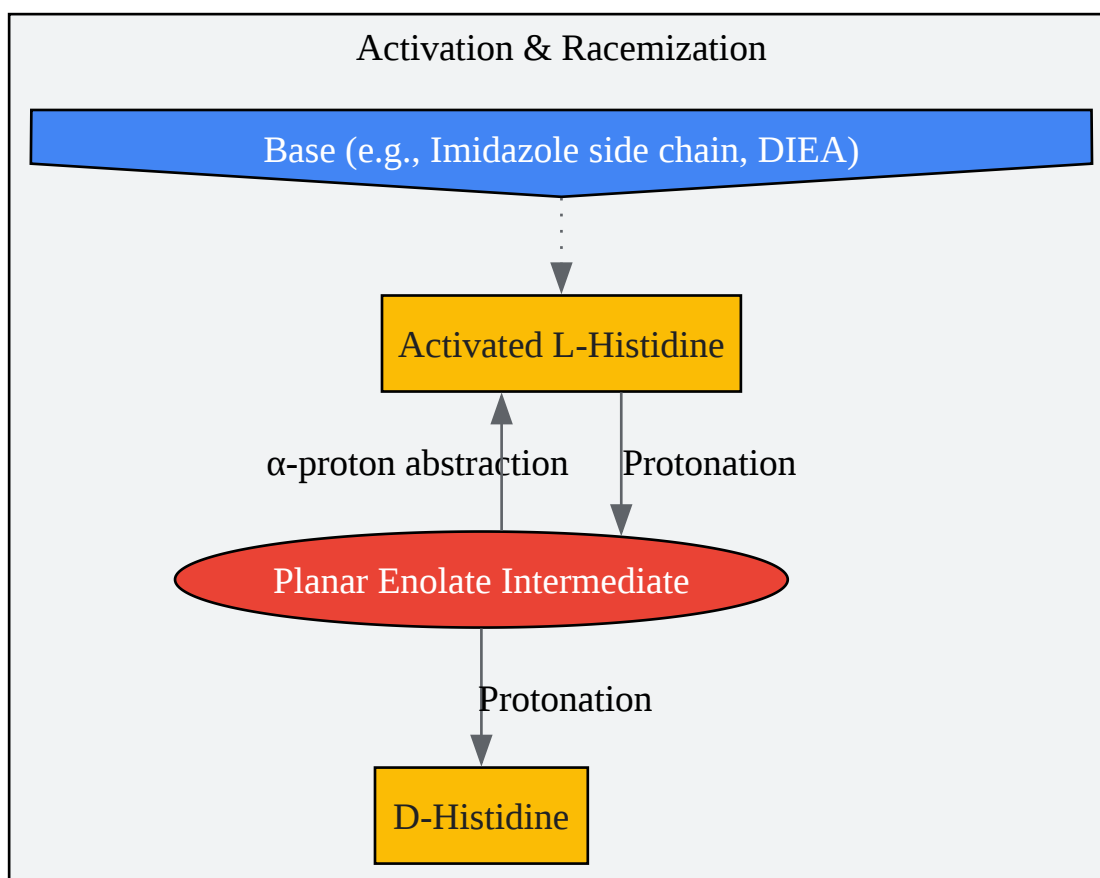 Activation & Racemization
Base (e.g., Imidazole side chain, DIEA)
Activated L-Histidine
α-proton abstraction
Protonation
Planar Enolate Intermediate
Protonation
D-Histidine